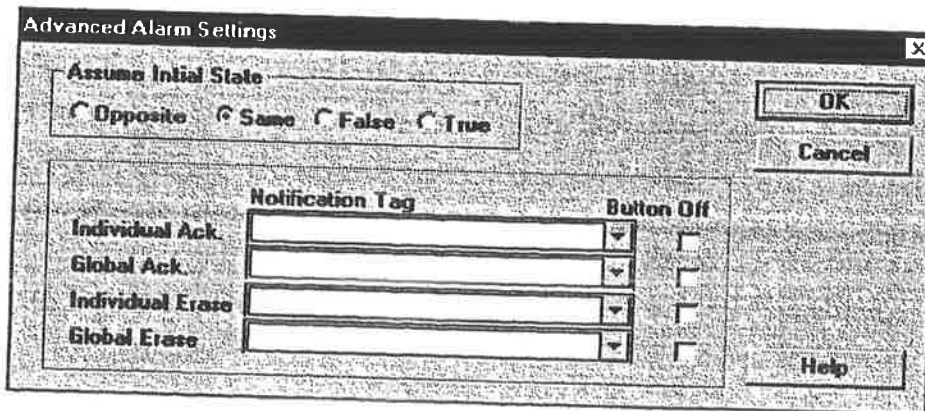 Advanced Alarm Settings
X
Assume Intial State
Opposite Same False True
OK
Cancel
Notification Tag Button Off
Individual Ack.
Global Ack.
Individual Erase
Global Erase
Help